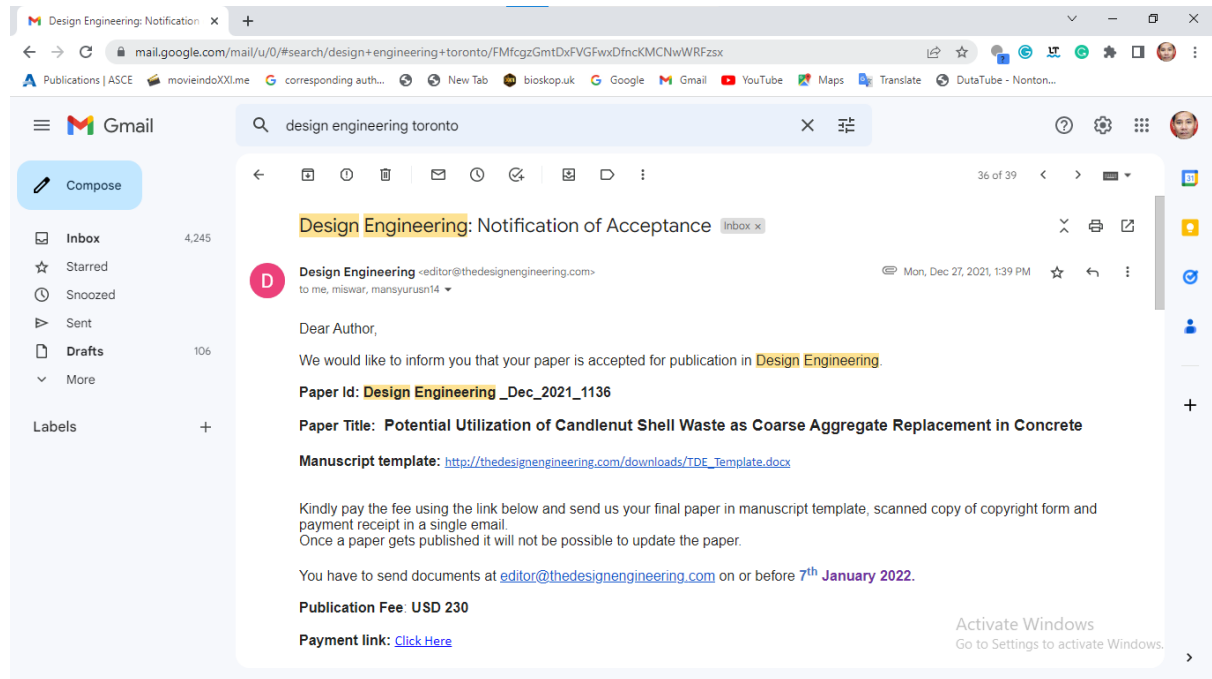 Design Engineering: Notification
mail.google.com/mail/u/0/#search/design+engineering+toronto/FMfcgzGmtDxFVGFwxDfncKMCNwWRFzsx
Publications | ASCE movieindoXXI.me corresponding auth... New Tab bioskop.uk Google Gmail YouTube Maps Translate DutaTube - Nonton...
Gmail
design engineering toronto
Compose
36 of 39
Inbox 4,245
Starred
Snoozed
Sent
Drafts 106
More
Labels
Design Engineering: Notification of Acceptance Inbox x
D
Design Engineering <editor@thedesignengineering.com> Mon, Dec 27, 2021, 1:39 PM
to me, miswar, mansyurusn14
Dear Author,
We would like to inform you that your paper is accepted for publication in Design Engineering.
Paper Id: Design Engineering _Dec_2021_1136
Paper Title: Potential Utilization of Candlenut Shell Waste as Coarse Aggregate Replacement in Concrete
Manuscript template: http://thedesignengineering.com/downloads/TDE_Template.docx
Kindly pay the fee using the link below and send us your final paper in manuscript template, scanned copy of copyright form and
payment receipt in a single email.
Once a paper gets published it will not be possible to update the paper.
You have to send documents at editor@thedesignengineering.com on or before 7th January 2022.
Publication Fee: USD 230
Payment link: Click Here
Activate Windows
Go to Settings to activate Windows.
31